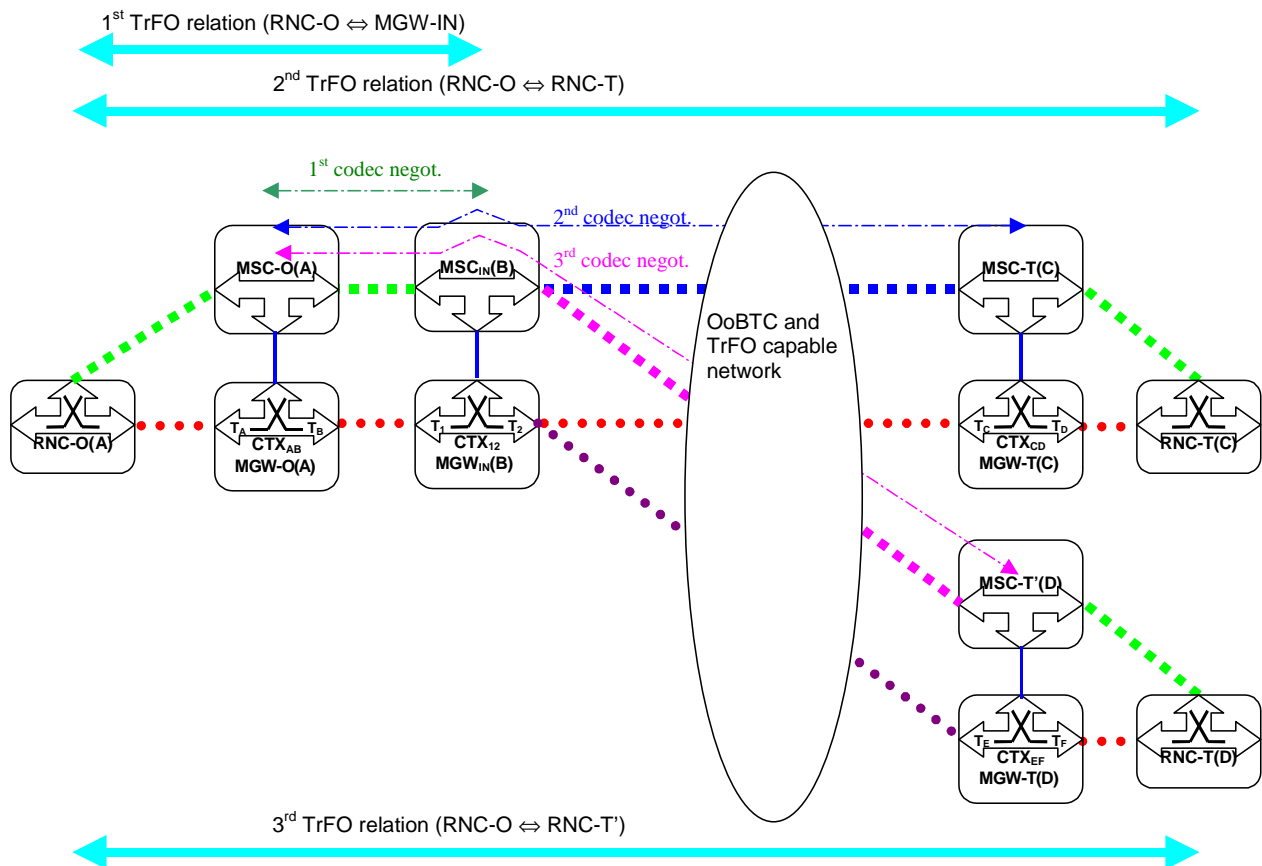 1st TrFO relation (RNC-O ⇔ MGW-IN)
2nd TrFO relation (RNC-O ⇔ RNC-T)
1st codec negot.
2nd codec negot.
3rd codec negot.
MSC-O(A)
MSCIN(B)
MSC-T(C)
OoBTC and
TrFO capable
network
RNC-O(A)
TA TB
CTXAB
MGW-O(A)
T1 T2
CTX12
MGWIN(B)
TC TD
CTXCD
MGW-T(C)
RNC-T(C)
MSC-T’(D)
TE TF
CTXEF
MGW-T(D)
RNC-T(D)
3rd TrFO relation (RNC-O ⇔ RNC-T’)